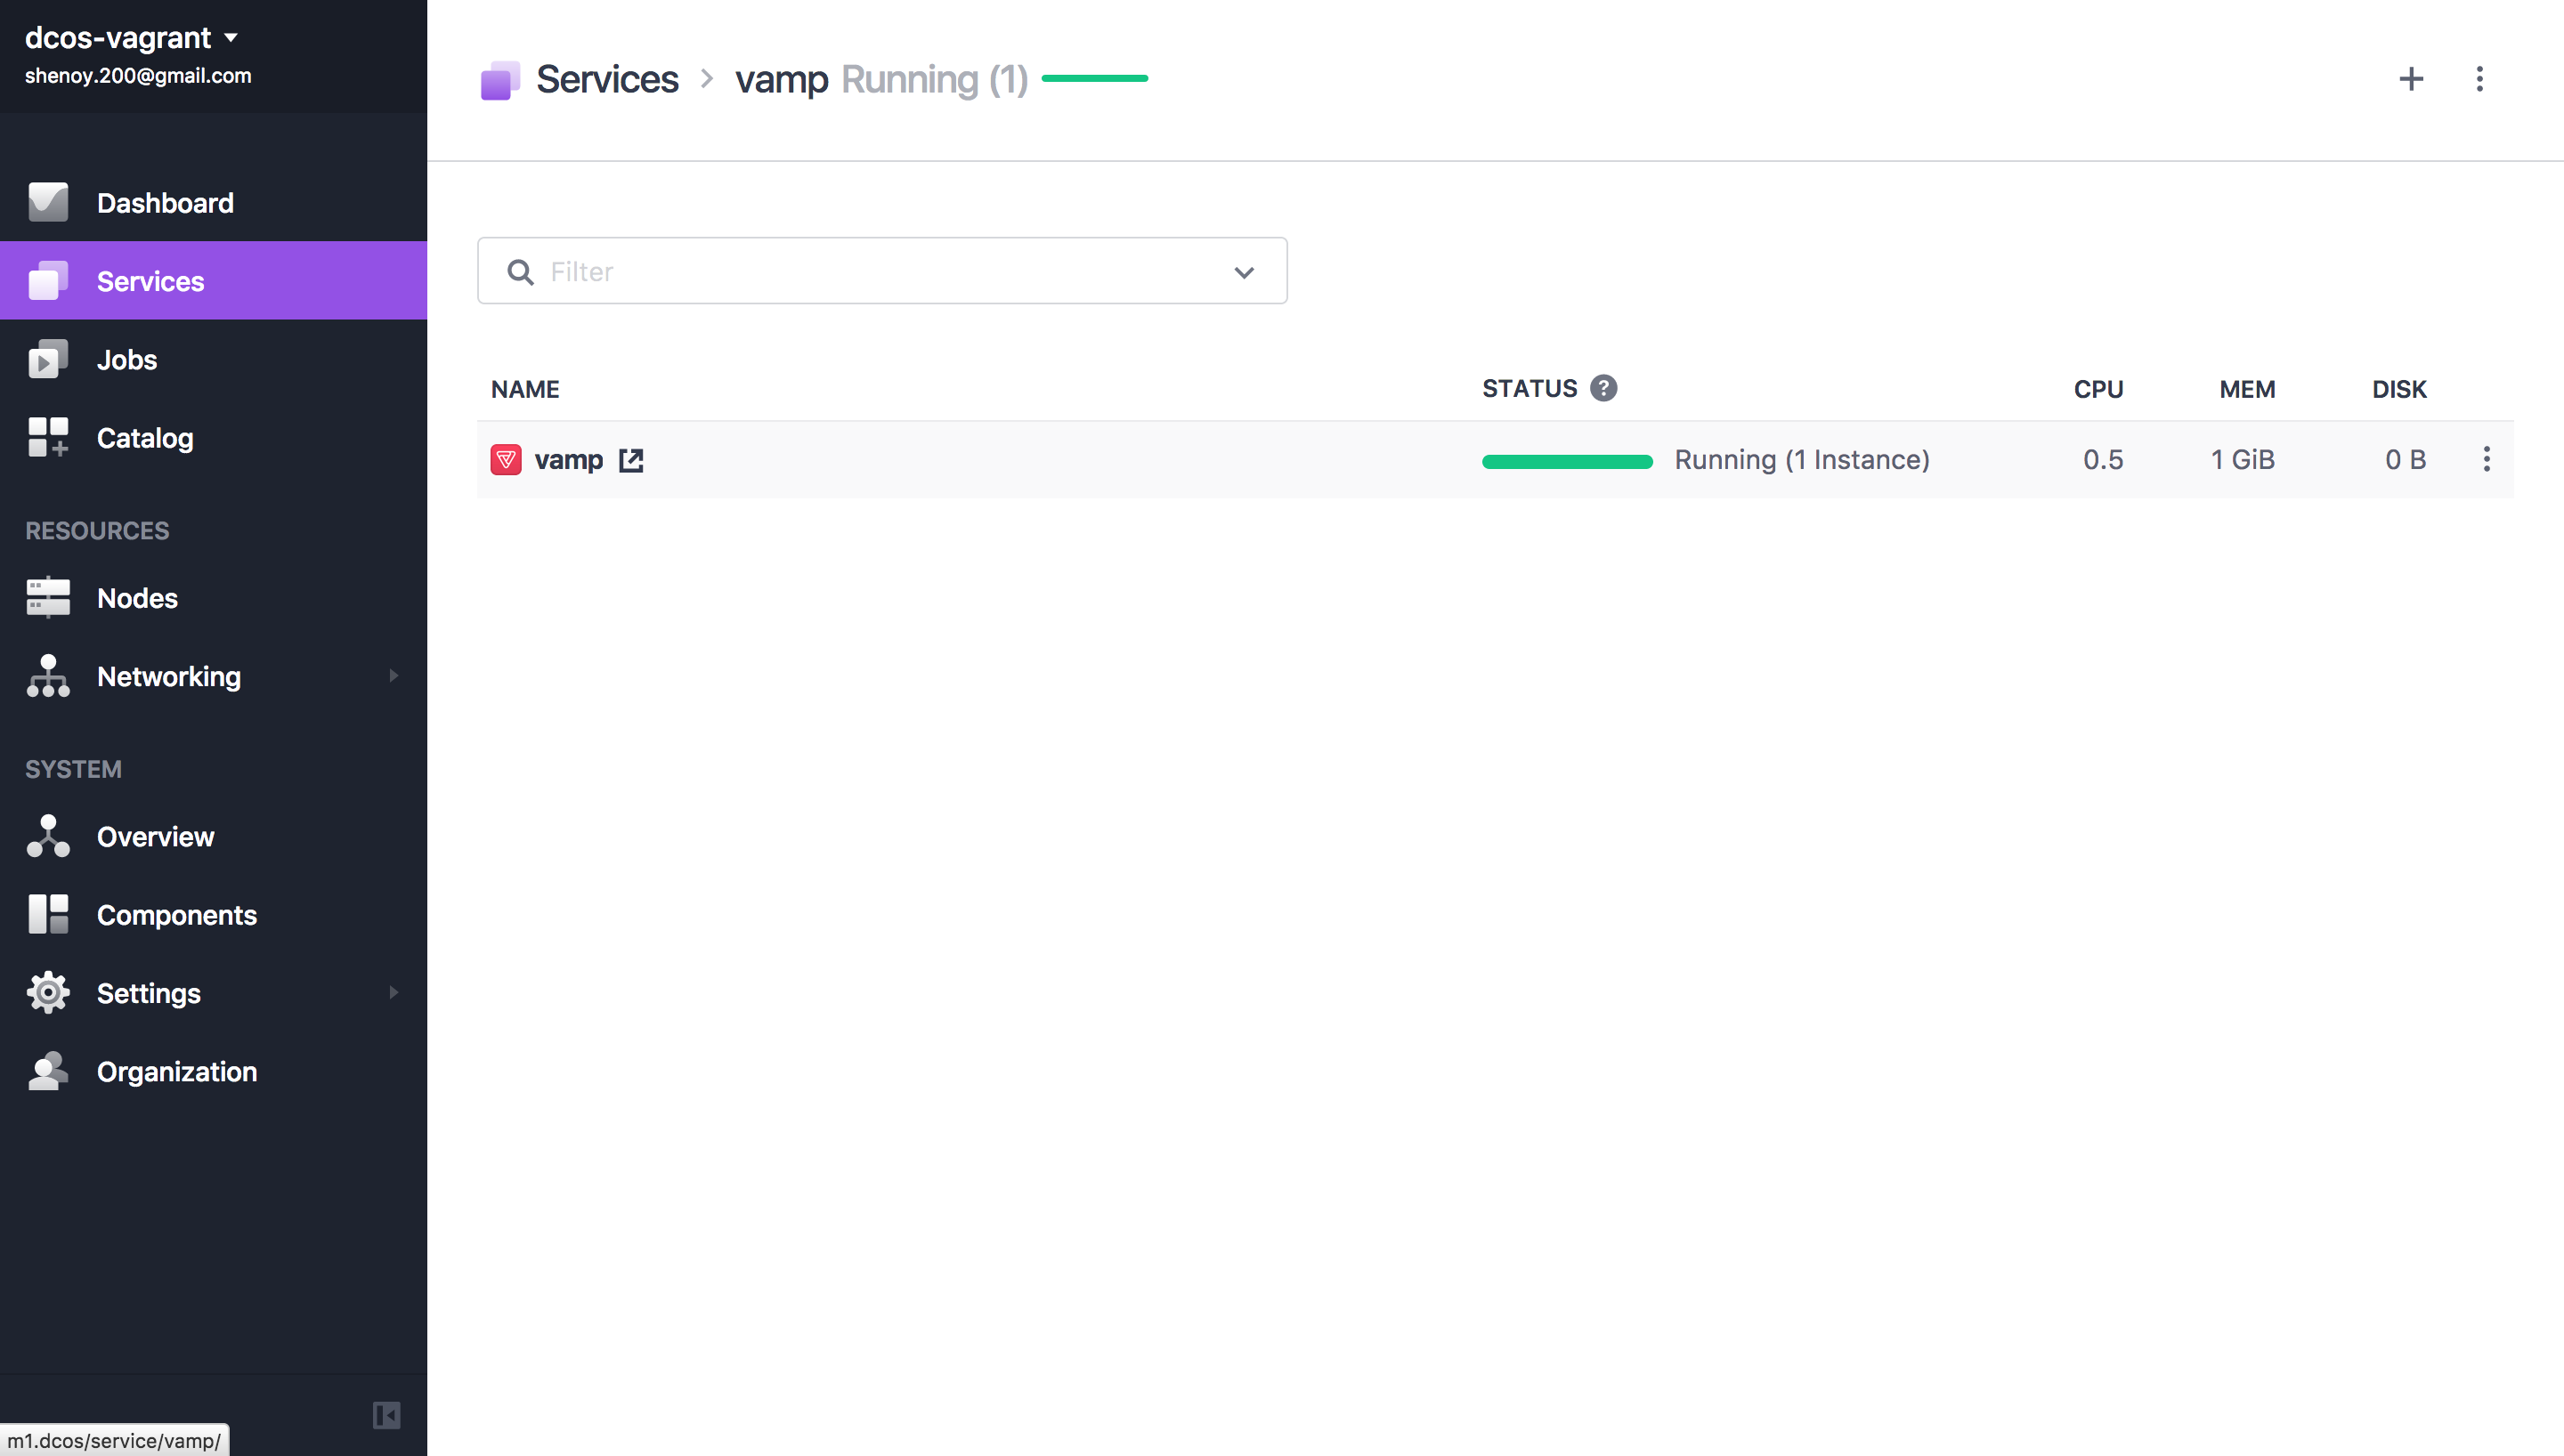 dcos-vagrant
shenoy.200@gmail.com
Dashboard
Services
Jobs
Catalog
RESOURCES
Nodes
Networking
SYSTEM
Overview
Components
Settings
Organization
m1.dcos/service/vamp/
Services > vamp Running (1)
Filter
NAME STATUS ? CPU MEM DISK
vamp Running (1 Instance) 0.5 1 GiB 0 B